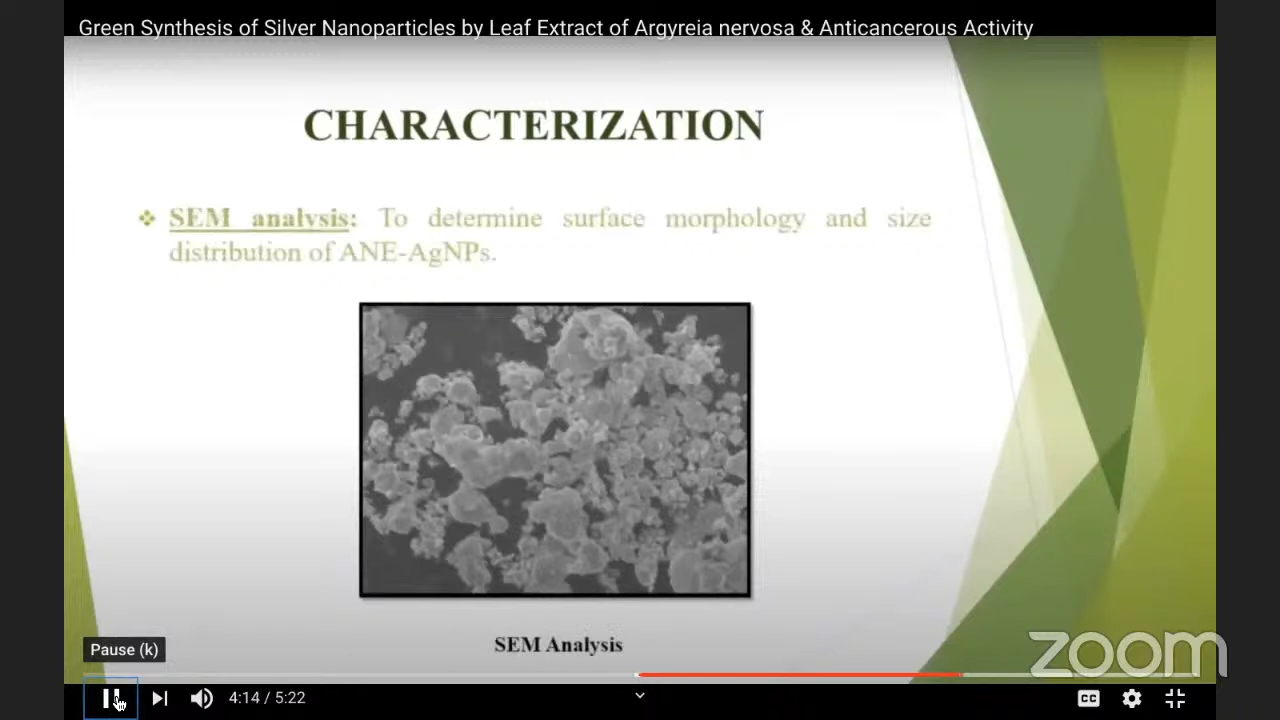 Green Synthesis of Silver Nanoparticles by Leaf Extract of Argyreia nervosa & Anticancerous Activity
CHARACTERIZATION
❖ SEM analysis: To determine surface morphology and size
distribution of ANE-AgNPs.
SEM Analysis
Pause (k)
zoom
4:14 / 5:22
CC